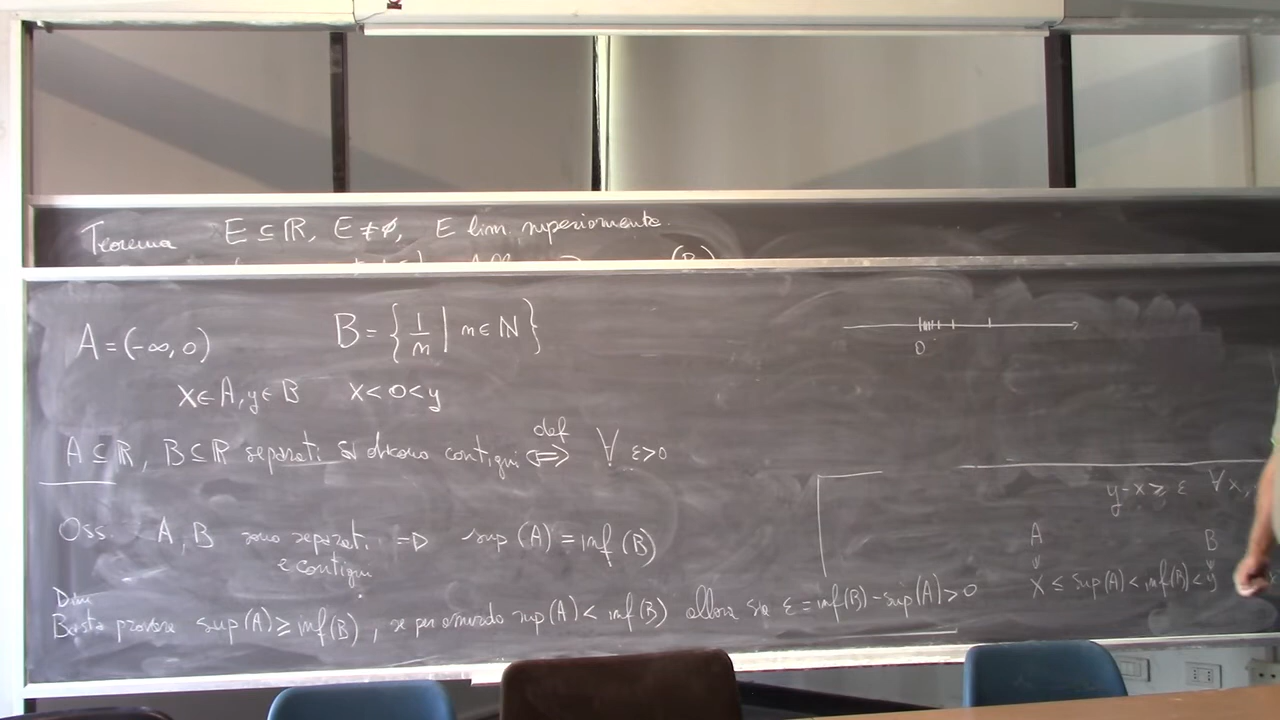 Teorema E ⊆ ℝ, E ≠ ∅, E lim. superiormente.
A = (-∞, 0) B = { 1/n | n ∈ N }
0
x ∈ A, y ∈ B x < 0 < y
A ⊆ ℝ, B ⊆ ℝ separati si dicono contigui ⇔ def ∀ ε>0
y-x ≥ ε ∀x,
Oss. A, B sono separati e contigui ⇒ sup(A) = inf(B)
A B
x ≤ sup(A) < inf(B) < y
Dim
Basta provare sup(A) ≥ inf(B), se per assurdo sup(A) < inf(B) allora sia ε = inf(B) - sup(A) > 0